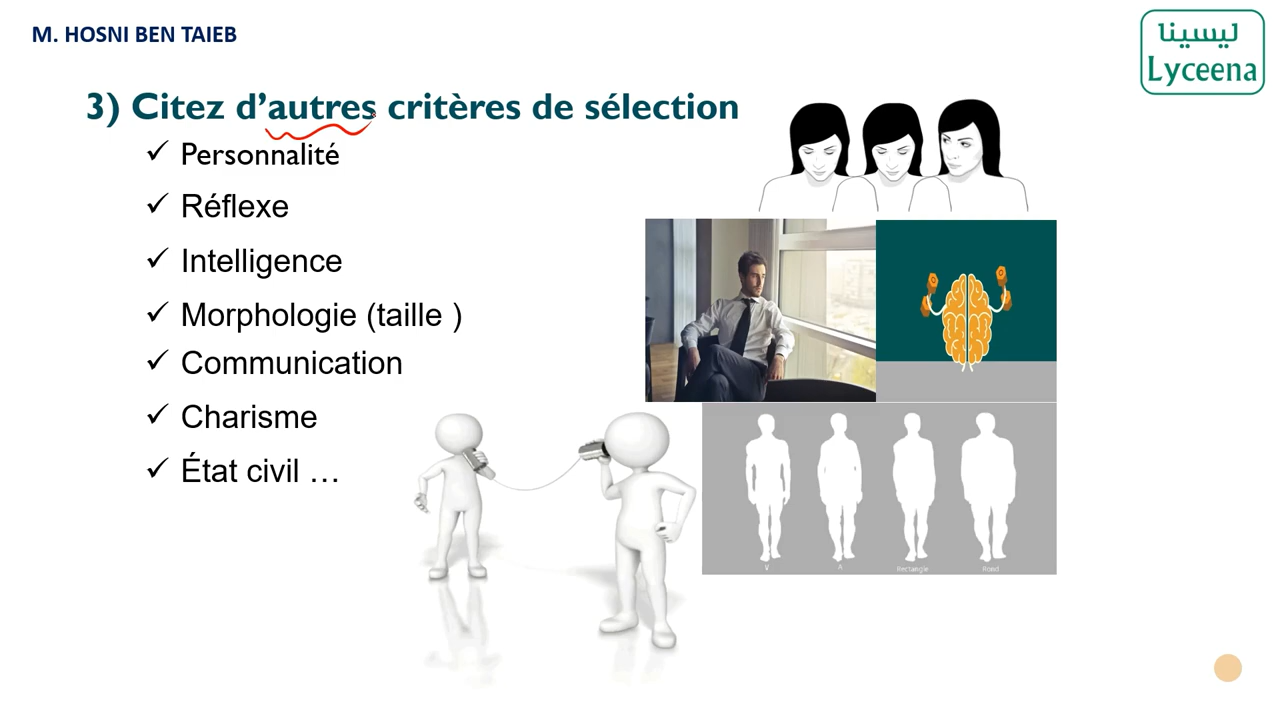 M. HOSNI BEN TAIEB
ليسينا
Lyceena
3) Citez d’autres critères de sélection
✓ Personnalité
✓ Réflexe
✓ Intelligence
✓ Morphologie (taille )
✓ Communication
✓ Charisme
✓ État civil …
V
A
Rectangle
Rond